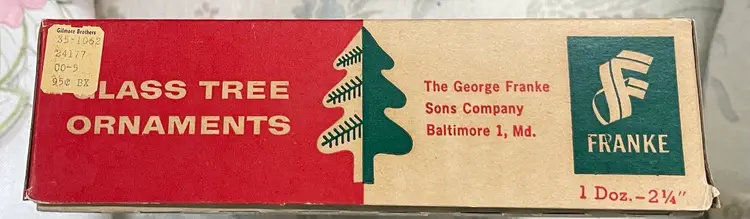 Gilmore Brothers
35-1062
24177
00-5
95¢ BX
GLASS TREE
ORNAMENTS
The George Franke
Sons Company
Baltimore 1, Md.
FRANKE
1 Doz.-2¼"